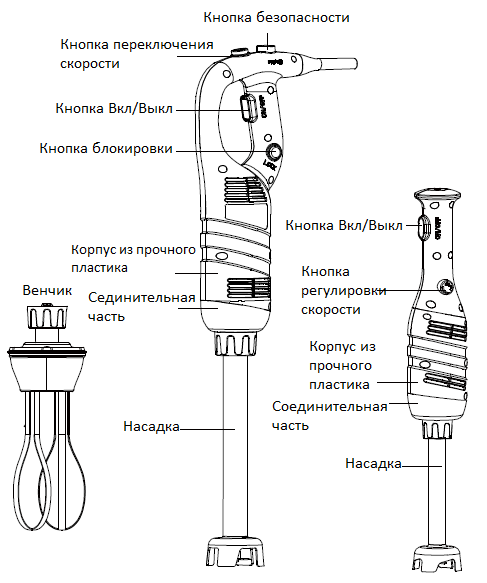 Кнопка безопасности
Кнопка переключения
скорости
Кнопка Вкл/Выкл
Кнопка блокировки
Корпус из прочного
пластика
Венчик
Сединительная
часть
Насадка
Кнопка Вкл/Выкл
Кнопка
регулировки
скорости
Корпус из
прочного
пластика
Соединительная
часть
Насадка